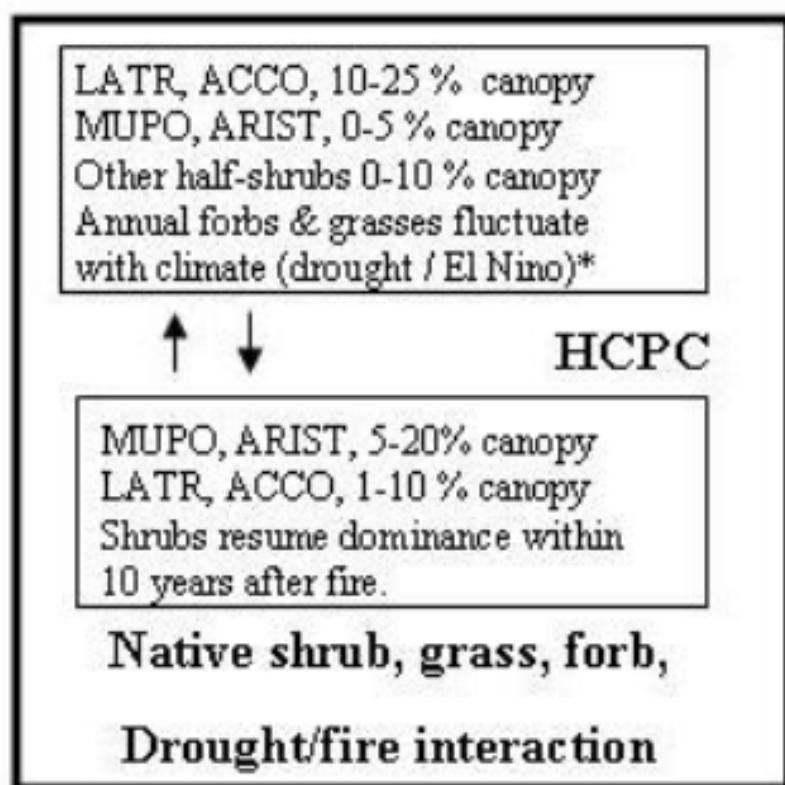 LATR, ACCO, 10-25 % canopy
MUPO, ARIST, 0-5 % canopy
Other half-shrubs 0-10 % canopy
Annual forbs & grasses fluctuate
with climate (drought / El Nino)*
HCPC
MUPO, ARIST, 5-20% canopy
LATR, ACCO, 1-10 % canopy
Shrubs resume dominance within
10 years after fire.
Native shrub, grass, forb,
Drought/fire interaction